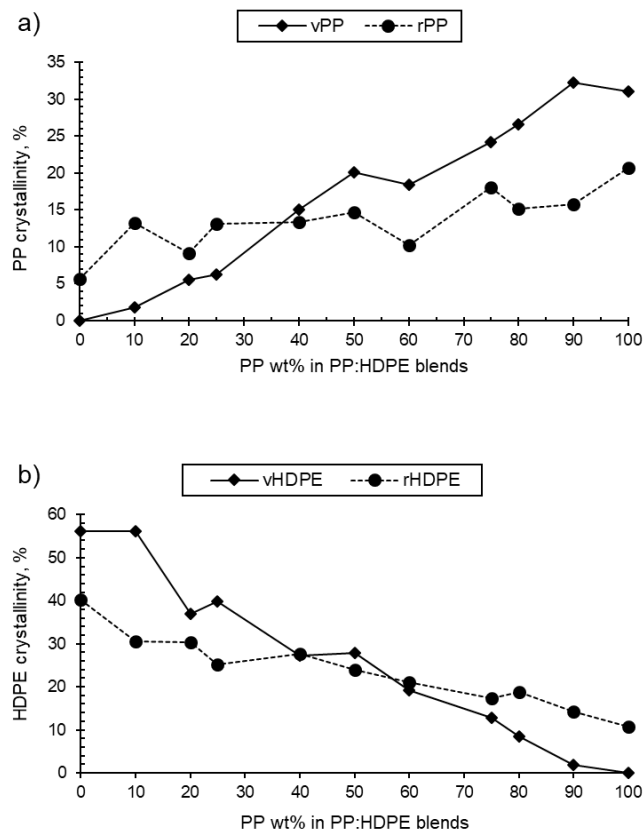 a)
vPP rPP
PP crystallinity, %
40
35
30
25
20
15
10
5
0
0 10 20 30 40 50 60 70 80 90 100
PP wt% in PP:HDPE blends
b)
vHDPE rHDPE
HDPE crystallinity, %
60
50
40
30
20
10
0
0 10 20 30 40 50 60 70 80 90 100
PP wt% in PP:HDPE blends